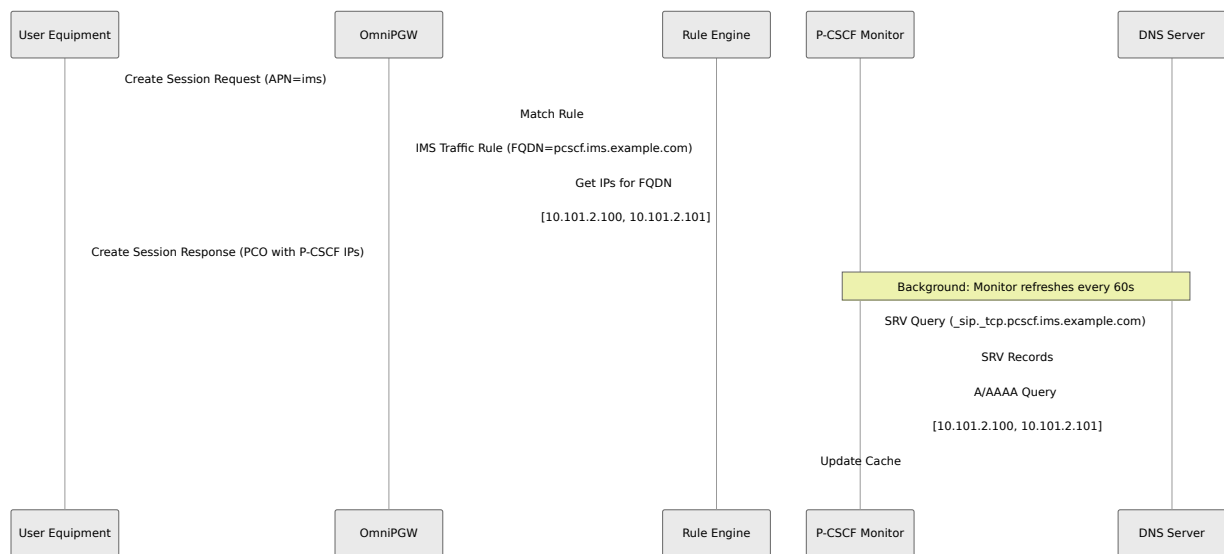 User Equipment
OmniPGW
Rule Engine
P-CSCF Monitor
DNS Server
Create Session Request (APN=ims)
Match Rule
IMS Traffic Rule (FQDN=pcscf.ims.example.com)
Get IPs for FQDN
[10.101.2.100, 10.101.2.101]
Create Session Response (PCO with P-CSCF IPs)
Background: Monitor refreshes every 60s
SRV Query (_sip._tcp.pcscf.ims.example.com)
SRV Records
A/AAAA Query
[10.101.2.100, 10.101.2.101]
Update Cache
User Equipment
OmniPGW
Rule Engine
P-CSCF Monitor
DNS Server